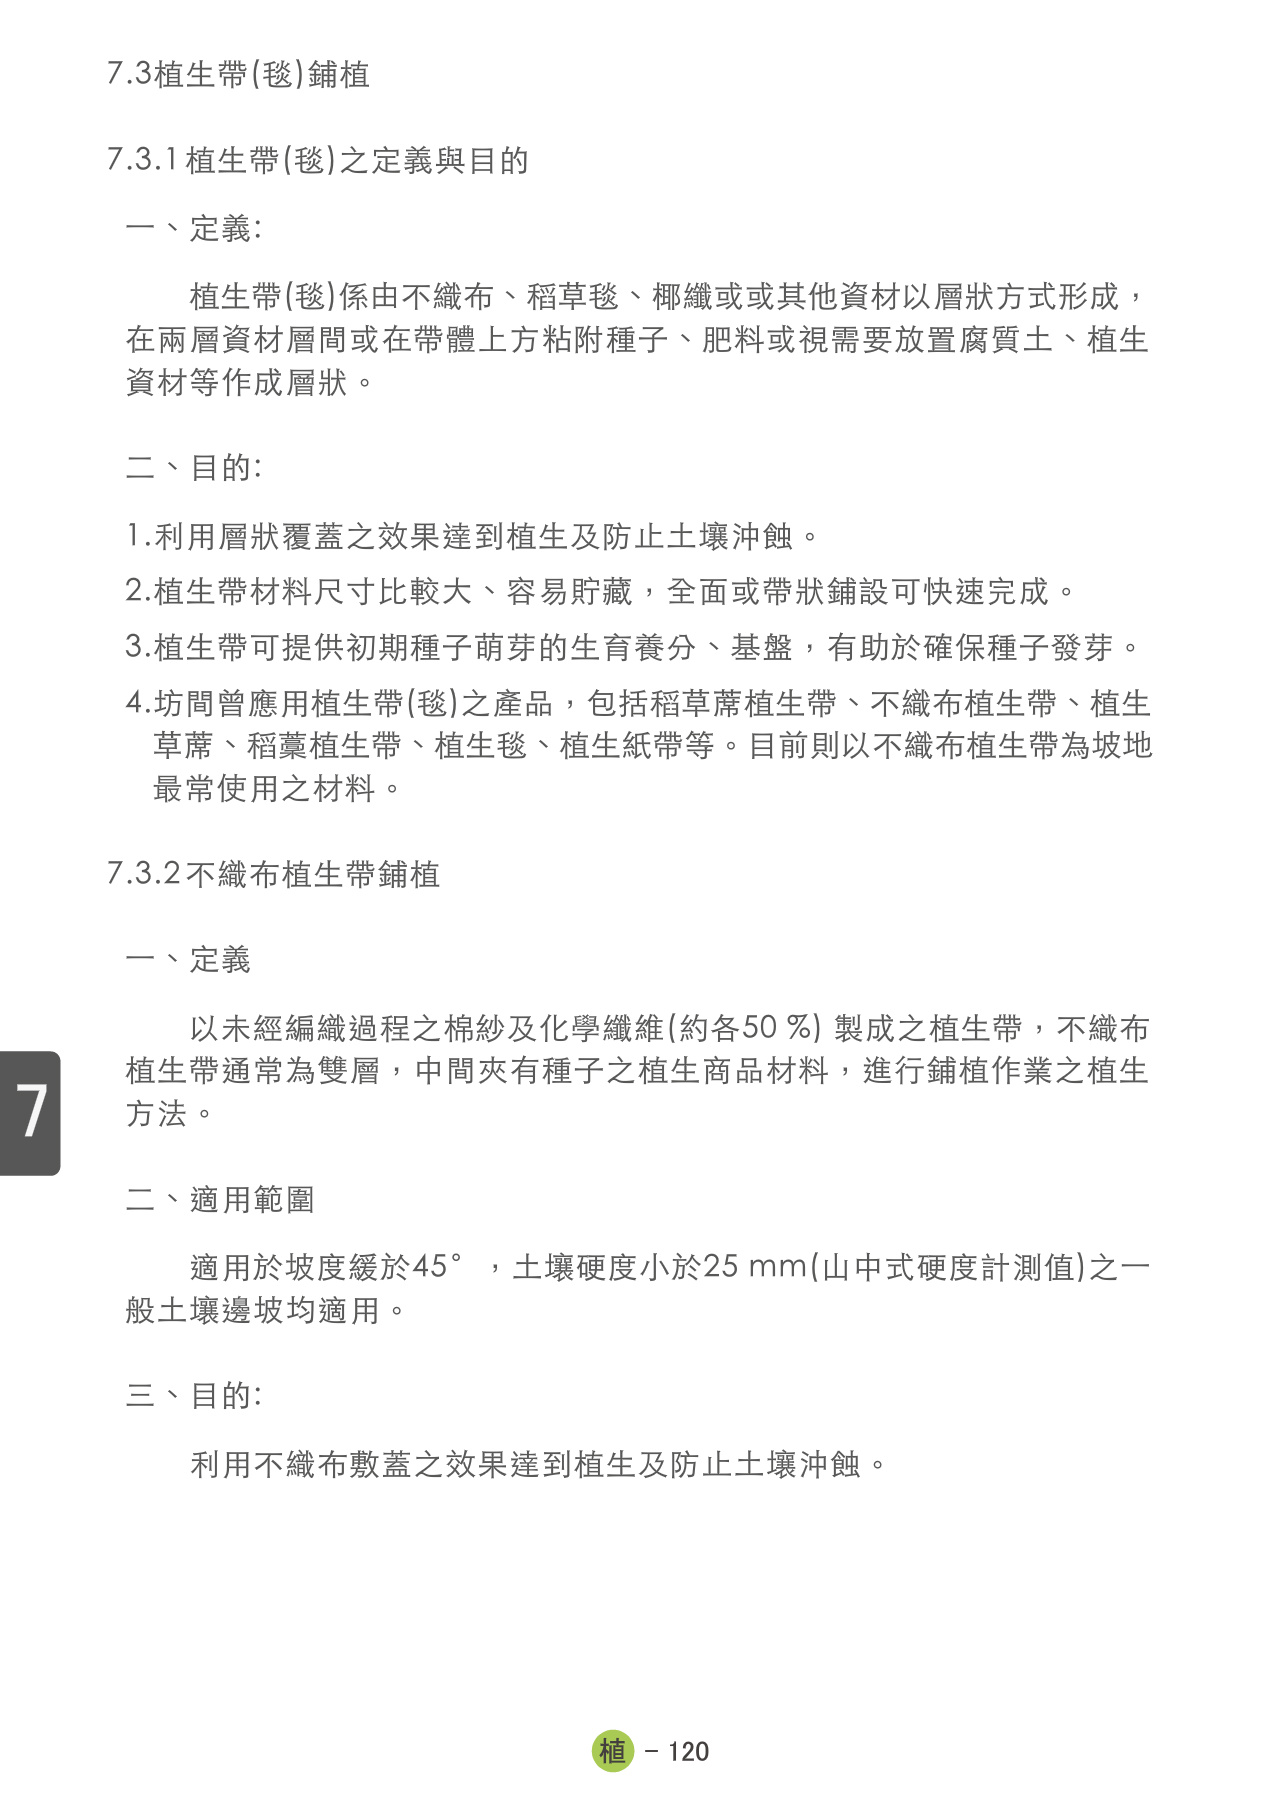 7.3植生帶(毯)鋪植
7.3.1植生帶(毯)之定義與目的
一、定義:
植生帶(毯)係由不織布、稻草毯、椰纖或或其他資材以層狀方式形成，
在兩層資材層間或在帶體上方粘附種子、肥料或視需要放置腐質土、植生
資材等作成層狀。
二、目的:
1.利用層狀覆蓋之效果達到植生及防止土壤沖蝕。
2.植生帶材料尺寸比較大、容易貯藏，全面或帶狀鋪設可快速完成。
3.植生帶可提供初期種子萌芽的生育養分、基盤，有助於確保種子發芽。
4.坊間曾應用植生帶(毯)之產品，包括稻草蓆植生帶、不織布植生帶、植生
草蓆、稻藁植生帶、植生毯、植生紙帶等。目前則以不織布植生帶為坡地
最常使用之材料。
7.3.2不織布植生帶鋪植
一、定義
以未經編織過程之棉紗及化學纖維(約各50 %) 製成之植生帶，不織布
植生帶通常為雙層，中間夾有種子之植生商品材料，進行鋪植作業之植生
方法。
7
二、適用範圍
適用於坡度緩於45°，土壤硬度小於25 mm(山中式硬度計測值)之一
般土壤邊坡均適用。
三、目的:
利用不織布敷蓋之效果達到植生及防止土壤沖蝕。
植 - 120